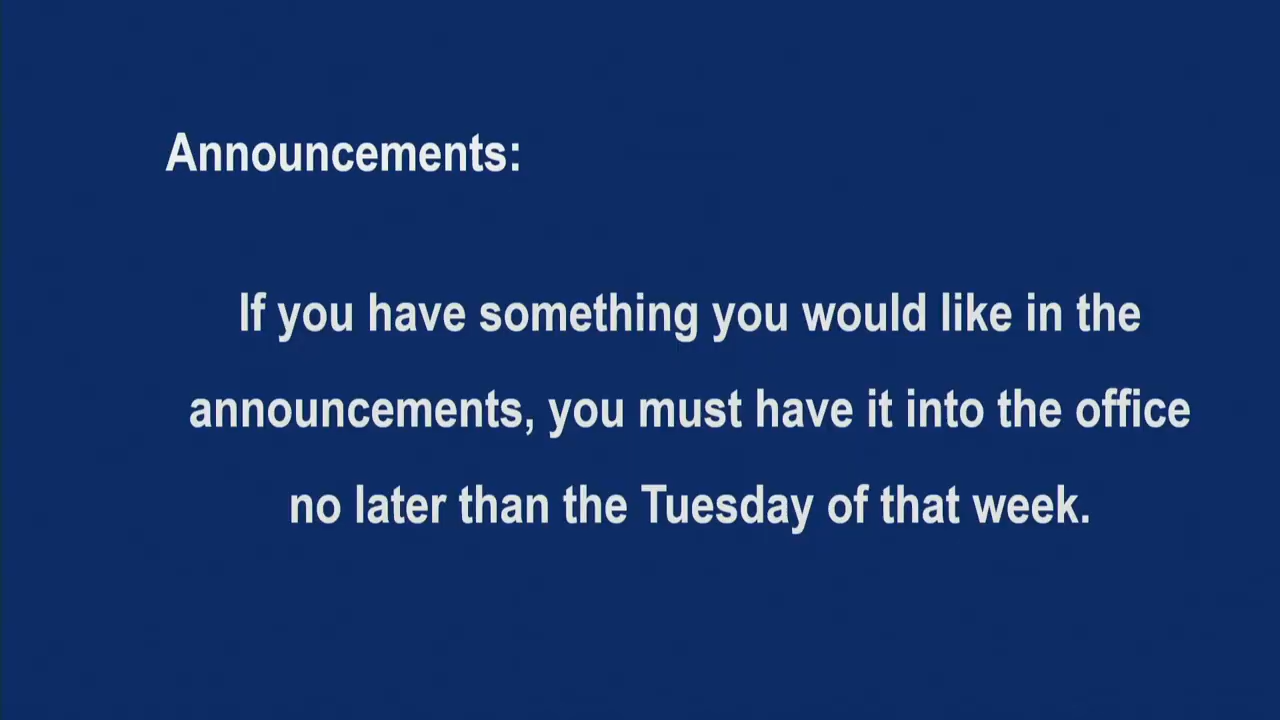 Announcements:
If you have something you would like in the
announcements, you must have it into the office
no later than the Tuesday of that week.